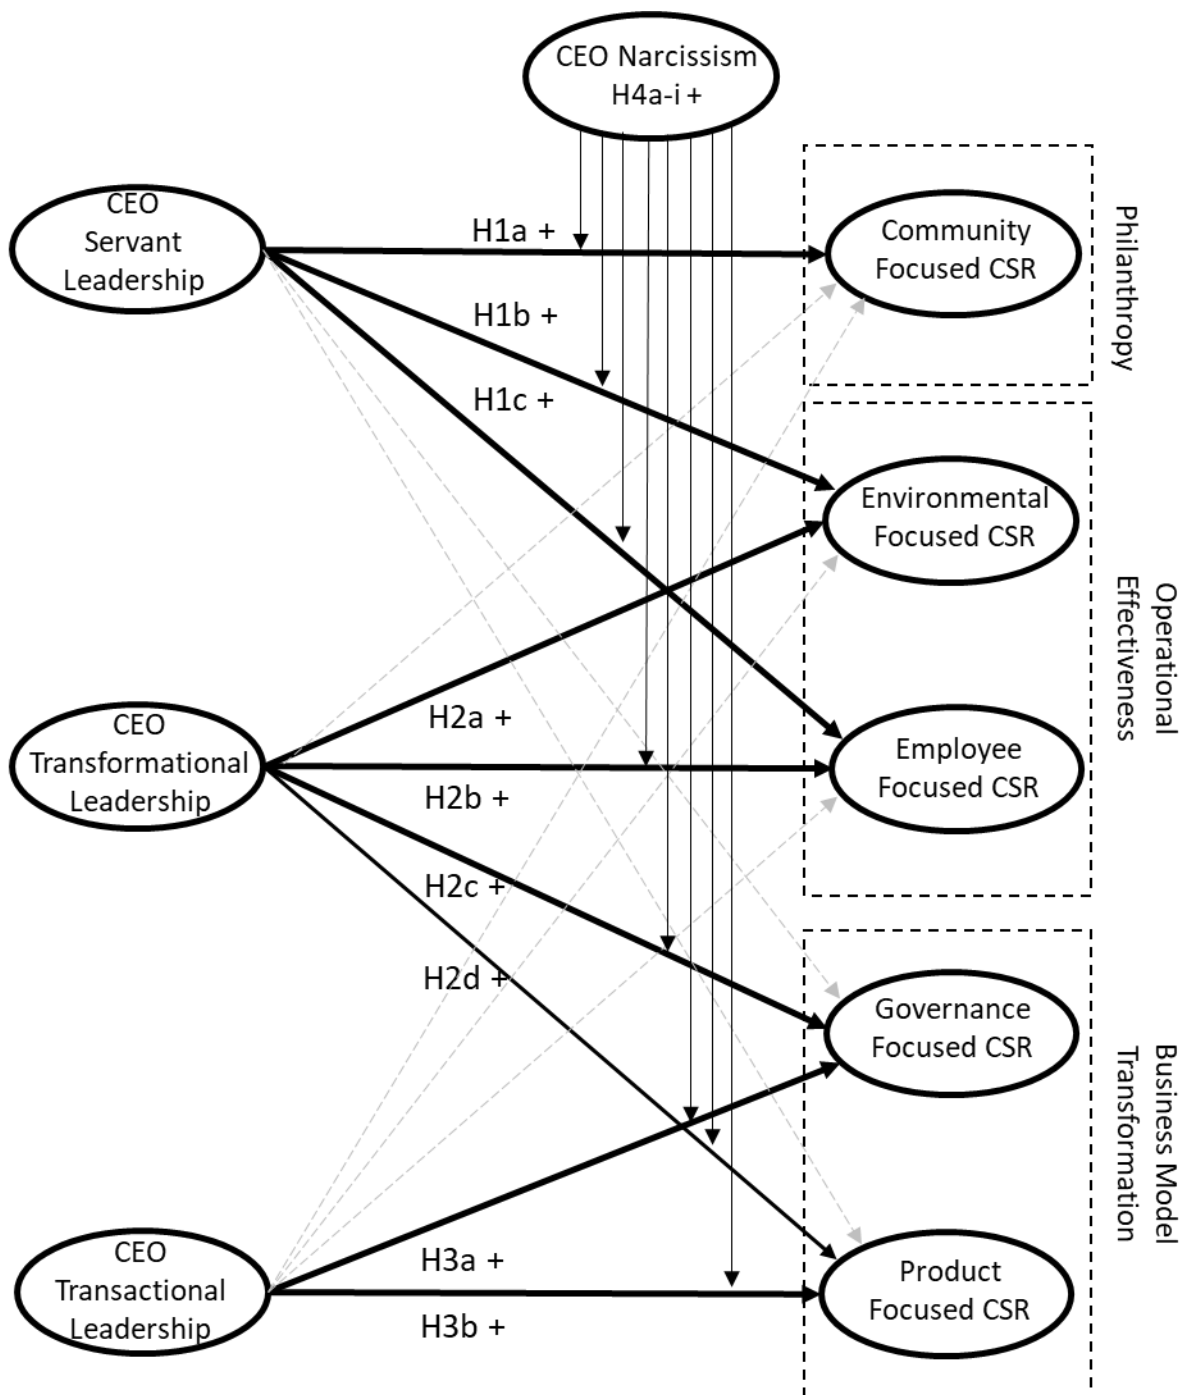 CEO Narcissism
H4a-i +
CEO
Servant
Leadership
H1a +
H1b +
H1c +
Community
Focused CSR
Philanthropy
Environmental
Focused CSR
Operational
Effectiveness
CEO
Transformational
Leadership
H2a +
H2b +
H2c +
H2d +
Employee
Focused CSR
Governance
Focused CSR
Business Model
Transformation
CEO
Transactional
Leadership
H3a +
H3b +
Product
Focused CSR